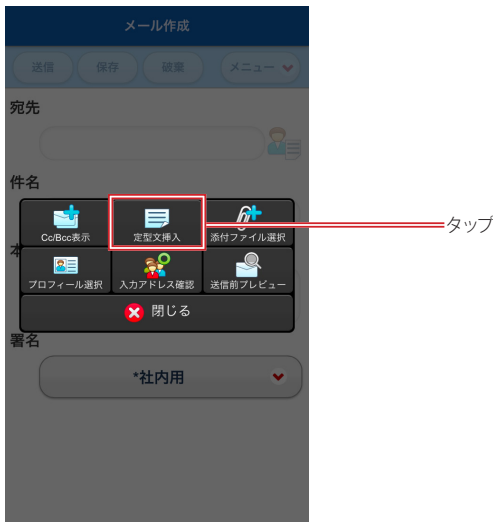 メール作成
送信 保存 破棄 メニュー
宛先
件名
Cc/Bcc表示 定型文挿入 添付ファイル選択
タップ
本
プロフィール選択 入力アドレス確認 送信前プレビュー
閉じる
署名
*社内用